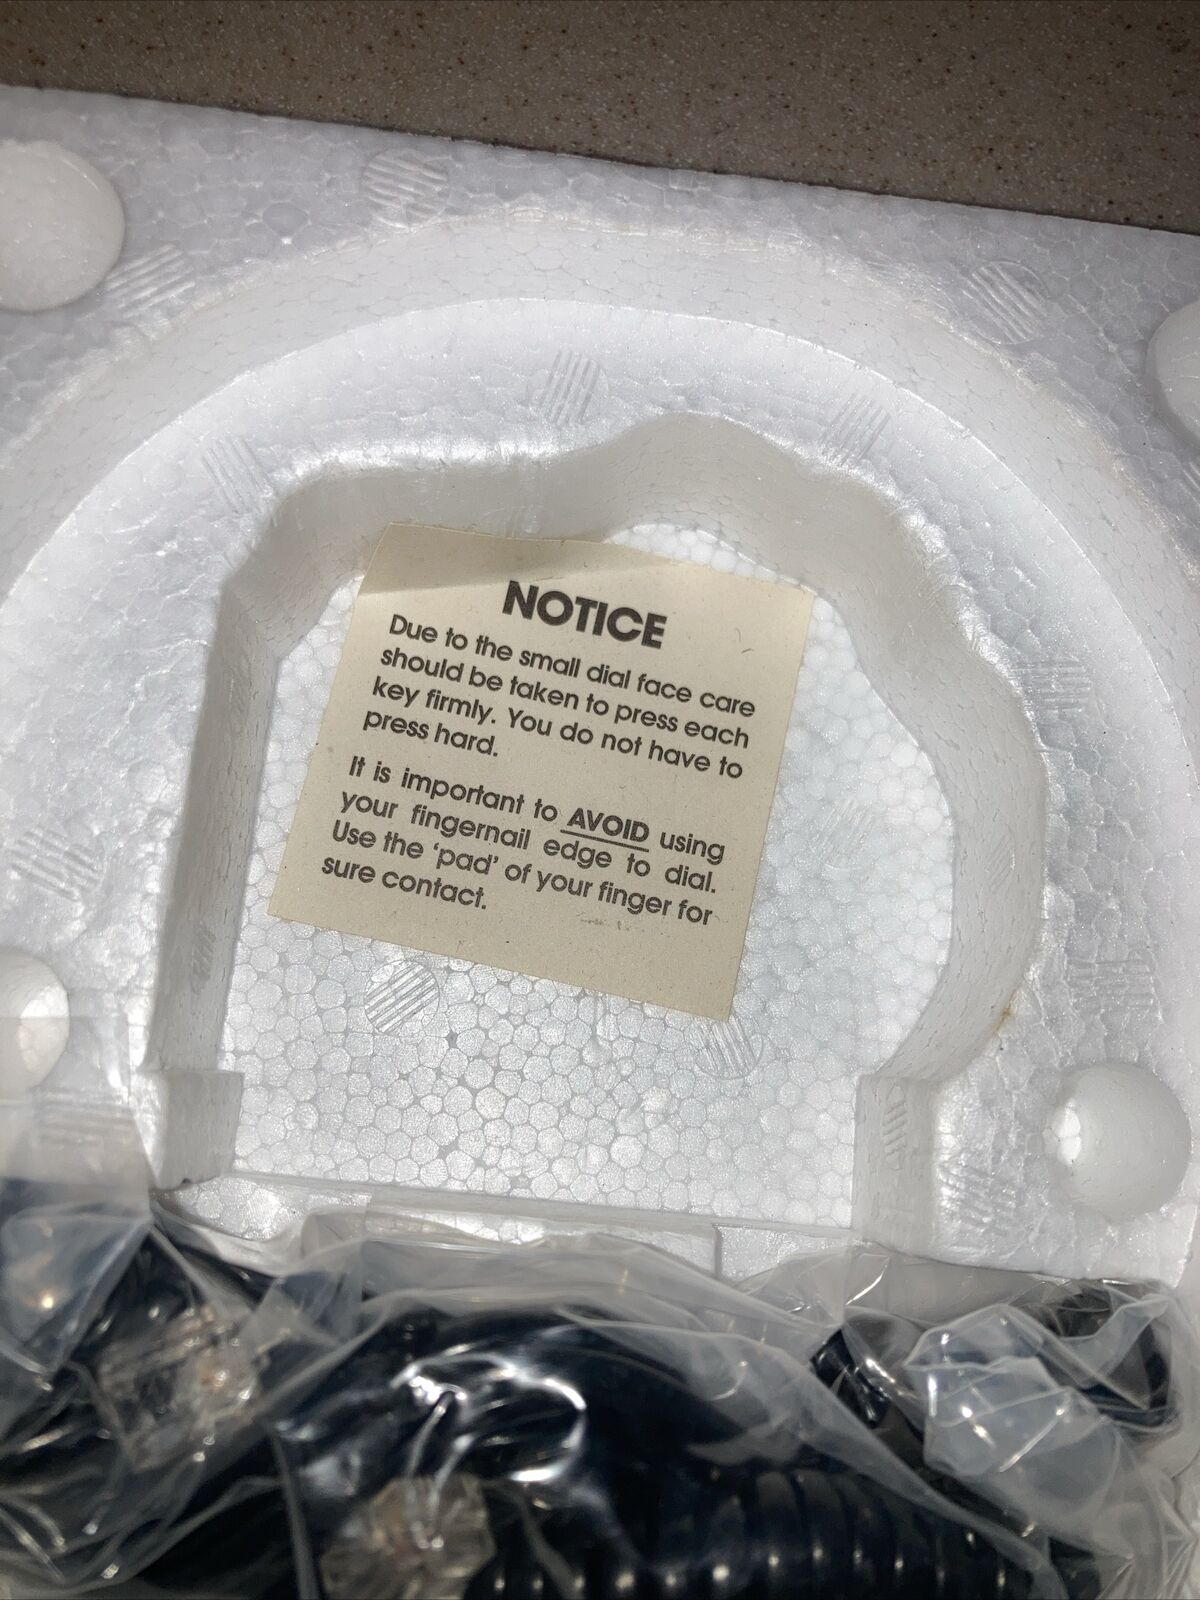 NOTICE
Due to the small dial face care
should be taken to press each
key firmly. You do not have to
press hard.
It is important to AVOID using
your fingernail edge to dial.
Use the ‘pad’ of your finger for
sure contact.